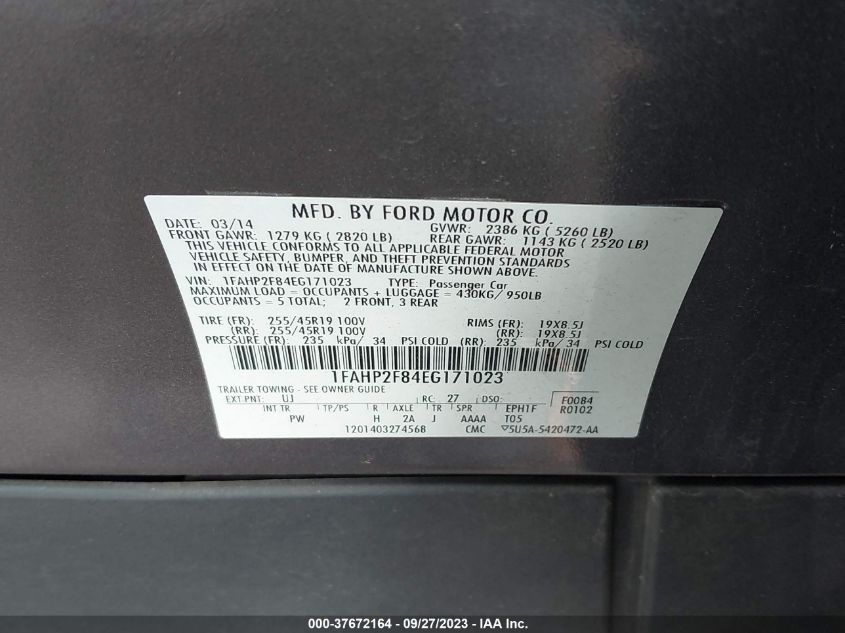 MFD. BY FORD MOTOR CO.
DATE: 03/14 GVWR: 2386 KG ( 5260 LB)
FRONT GAWR: 1279 KG ( 2820 LB) REAR GAWR: 1143 KG ( 2520 LB)
THIS VEHICLE CONFORMS TO ALL APPLICABLE FEDERAL MOTOR
VEHICLE SAFETY, BUMPER, AND THEFT PREVENTION STANDARDS
IN EFFECT ON THE DATE OF MANUFACTURE SHOWN ABOVE.
VIN: 1FAHP2F84EG171023 TYPE: Passenger Car
MAXIMUM LOAD = OCCUPANTS + LUGGAGE = 430KG/ 950LB
OCCUPANTS = 5 TOTAL; 2 FRONT, 3 REAR
TIRE (FR): 255/45R19 100V RIMS (FR): 19X8.5J
(RR): 255/45R19 100V (RR): 19X8.5J
PRESSURE (FR): 235 kPa/ 34 PSI COLD (RR): 235 kPa/ 34 PSI COLD
1FAHP2F84EG171023
TRAILER TOWING - SEE OWNER GUIDE
EXT PNT: UJ RC: 27 DSO: F0084
INT TR TP/PS R AXLE TR SPR EPH1F R0102
PW H 2A J AAAA T05
1201403274568 CMC 5U5A-5420472-AA
000-37672164 - 09/27/2023 - IAA Inc.